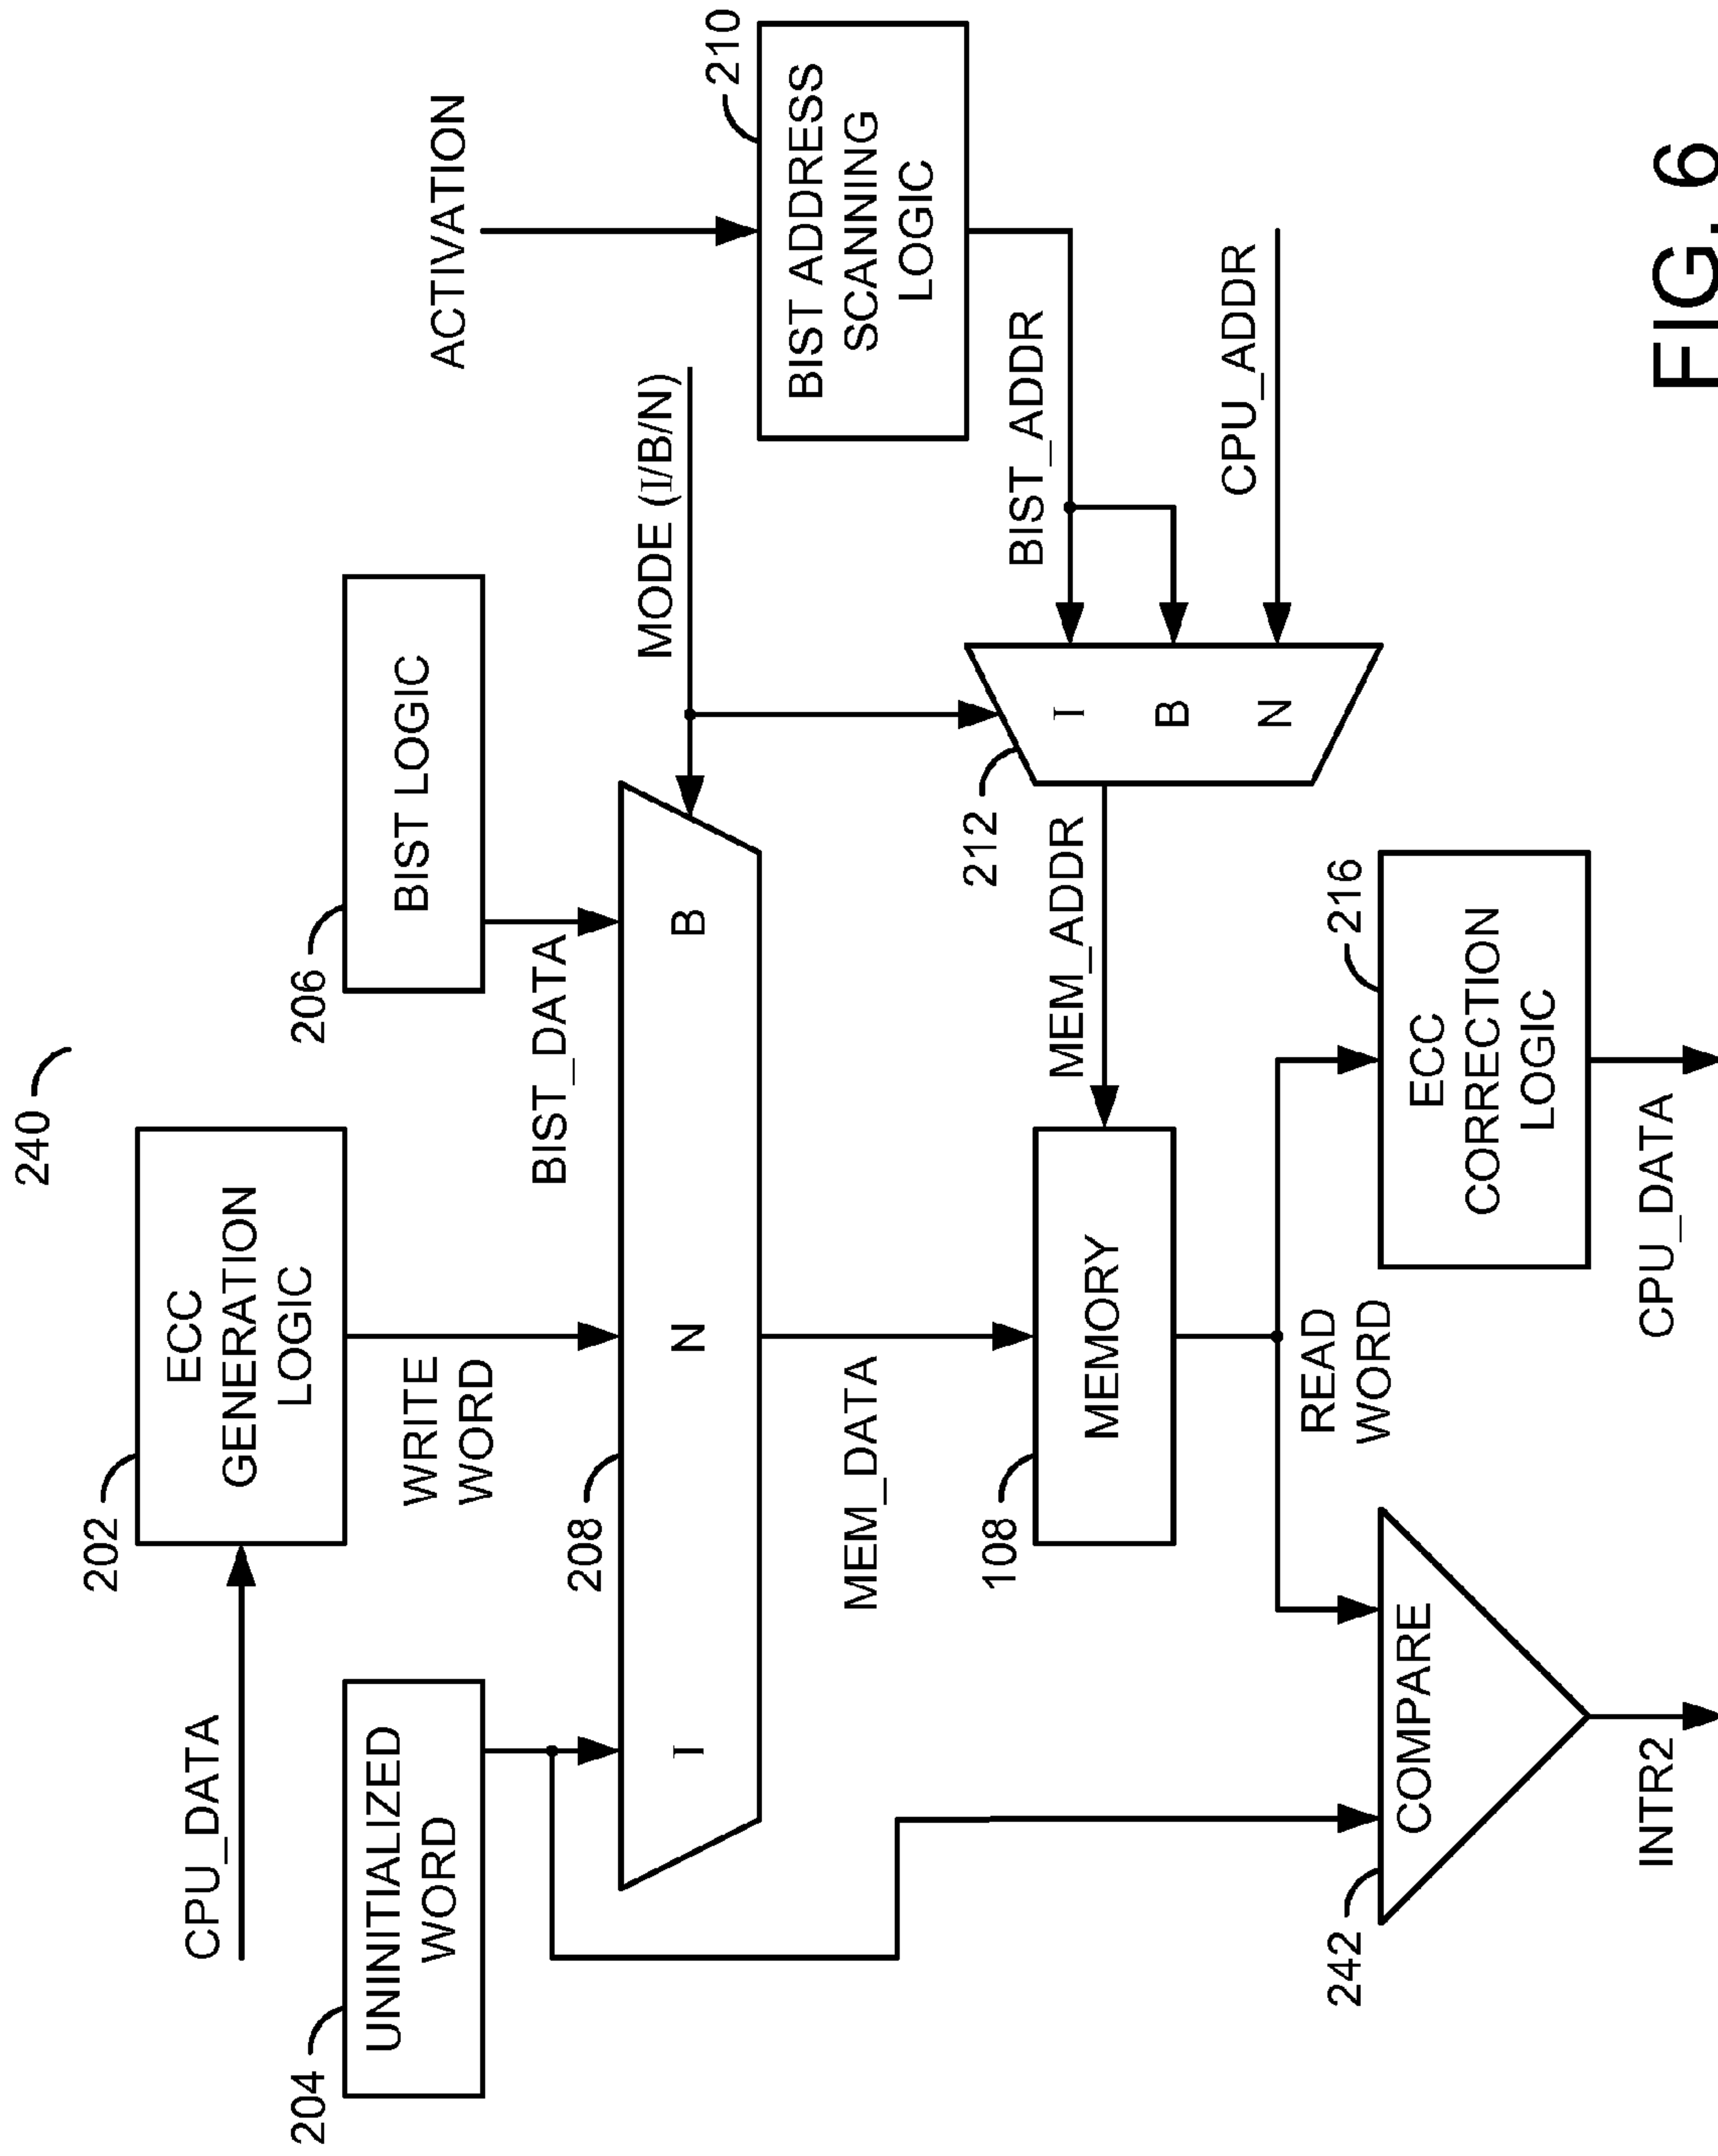 240
202
ECC
GENERATION
LOGIC
CPU_DATA
204
UNINITIALIZED
WORD
206
BIST LOGIC
ACTIVATION
WRITE
WORD
BIST_DATA
MODE (I/B/N)
210
BIST ADDRESS
SCANNING
LOGIC
208
I
N
B
MEM_DATA
212
I
B
N
BIST_ADDR
CPU_ADDR
MEM_ADDR
108
MEMORY
READ
WORD
216
ECC
CORRECTION
LOGIC
242
COMPARE
INTR2
CPU_DATA
FIG. 6